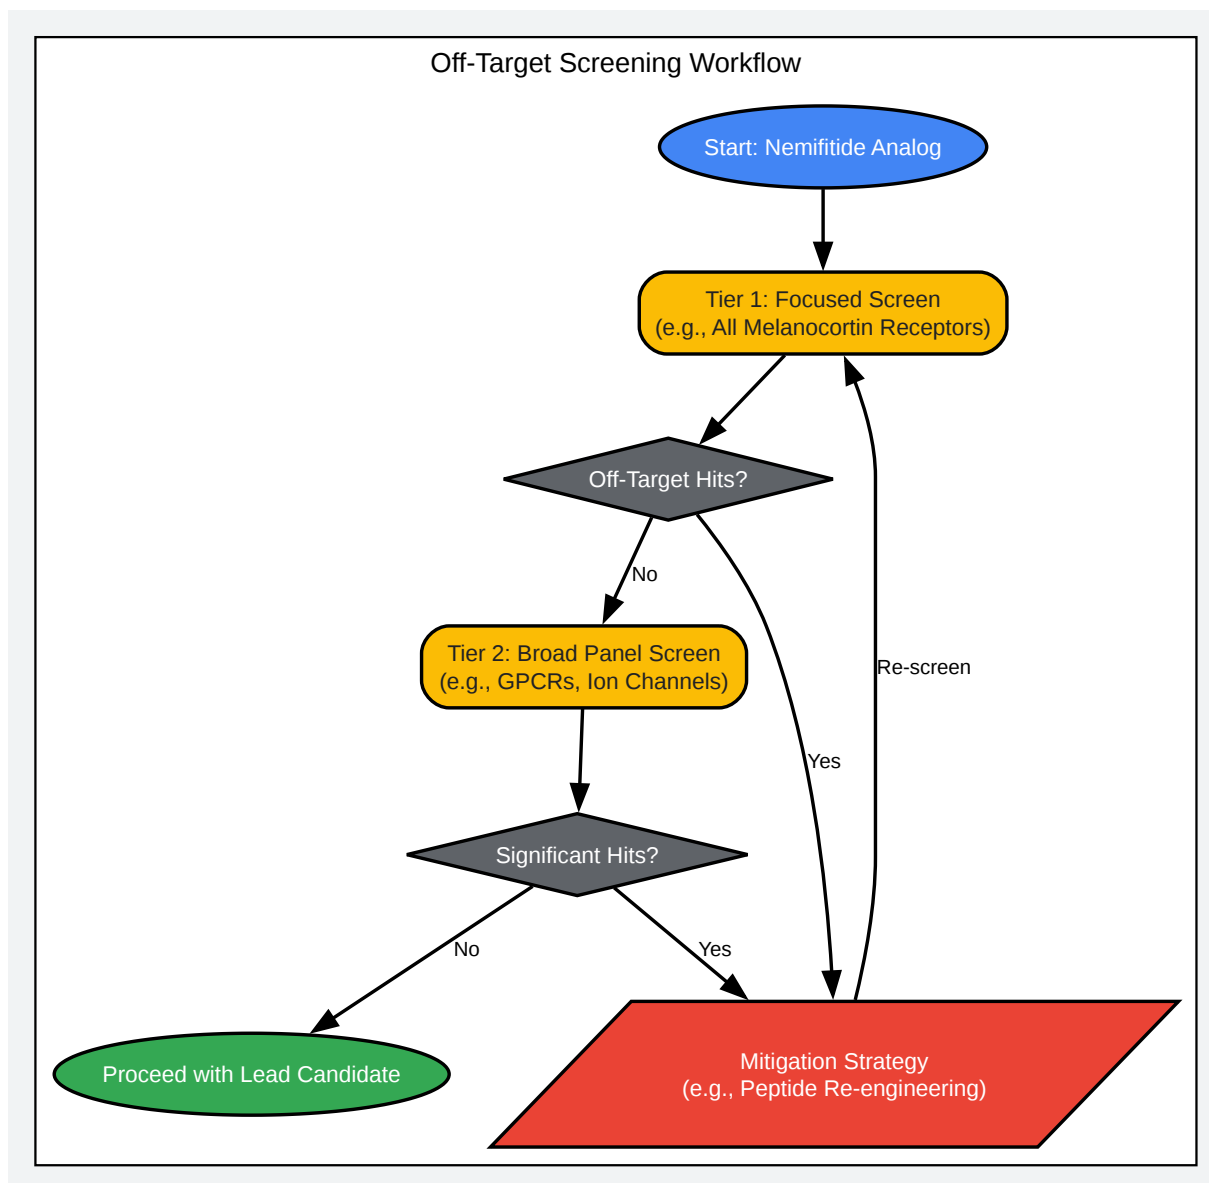 Off-Target Screening Workflow
Start: Nemifitide Analog
Tier 1: Focused Screen
(e.g., All Melanocortin Receptors)
Off-Target Hits?
No
Tier 2: Broad Panel Screen
(e.g., GPCRs, Ion Channels)
Re-screen
Yes
Significant Hits?
No
Yes
Proceed with Lead Candidate
Mitigation Strategy
(e.g., Peptide Re-engineering)